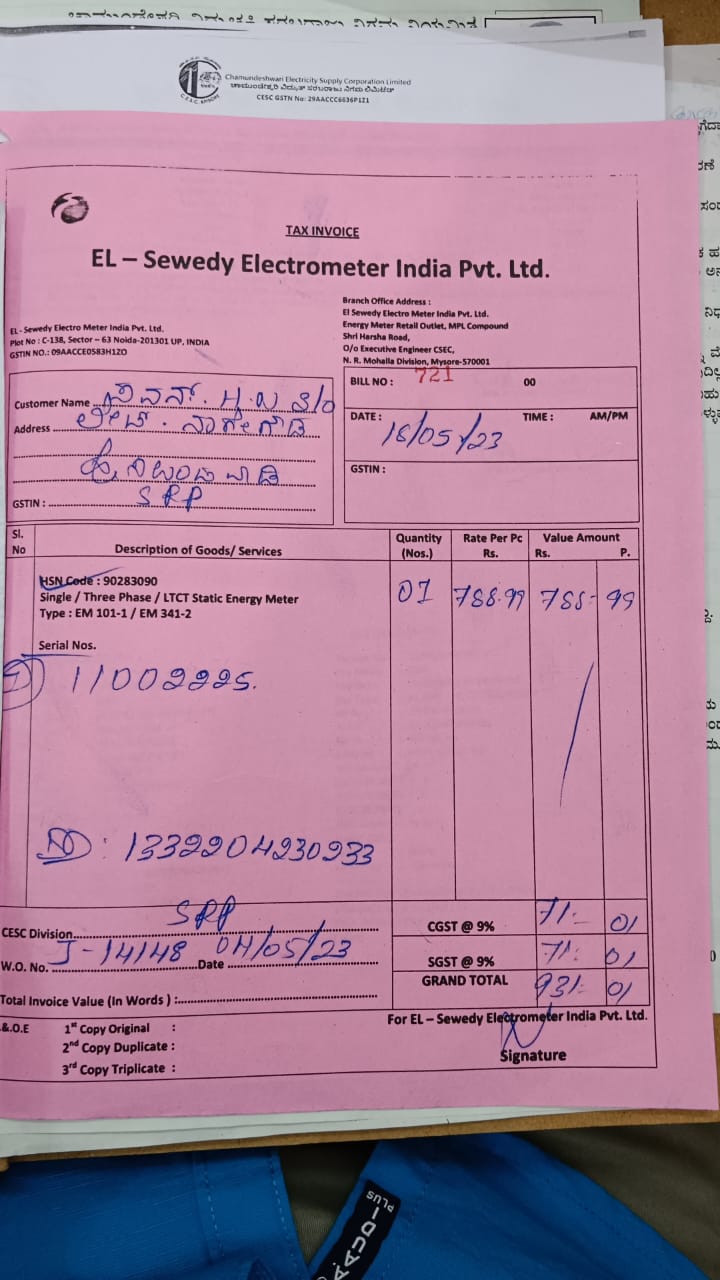 Chamundeshwari Electricity Supply Corporation Limited
ಚಾಮುಂಡೇಶ್ವರಿ ವಿದ್ಯುತ್ ಸರಬರಾಜು ನಿಗಮ ಲಿಮಿಟೆಡ್
CESC GSTN No: 29AACCC6636P1Z1
TAX INVOICE
EL – Sewedy Electrometer India Pvt. Ltd.
EL - Sewedy Electro Meter India Pvt. Ltd.
Plot No : C-138, Sector – 63 Noida-201301 UP, INDIA
GSTIN NO.: 09AACCE0583H1ZO
Branch Office Address :
El Sewedy Electro Meter India Pvt. Ltd.
Energy Meter Retail Outlet, MPL Compound
Shri Harsha Road,
O/o Executive Engineer CSEC,
N. R. Mohalla Division, Mysore-570001
Customer Name ಪವನ್. H.N S/o
Address ಲೇಟ್. ನಾಗೇಗೌಡ
SRP
GSTIN :
BILL NO : 721 00
DATE : 16/05/23 TIME : AM/PM
GSTIN :
Sl. No Description of Goods/ Services Quantity (Nos.) Rate Per Pc Rs. Value Amount Rs. P.
HSN Code : 90283090
Single / Three Phase / LTCT Static Energy Meter 01 788.99 788- 99
Type : EM 101-1 / EM 341-2
Serial Nos.
1) 11002225.
DD : 1332204230233
CESC Division SRP
CGST @ 9% 71:- 01
W.O. No. J-14148 Date 04/05/23
SGST @ 9% 71:- 01
GRAND TOTAL 931:- 01
Total Invoice Value (In Words ) :
&.O.E 1st Copy Original :
2nd Copy Duplicate :
3rd Copy Triplicate :
For EL – Sewedy Electrometer India Pvt. Ltd.
Signature